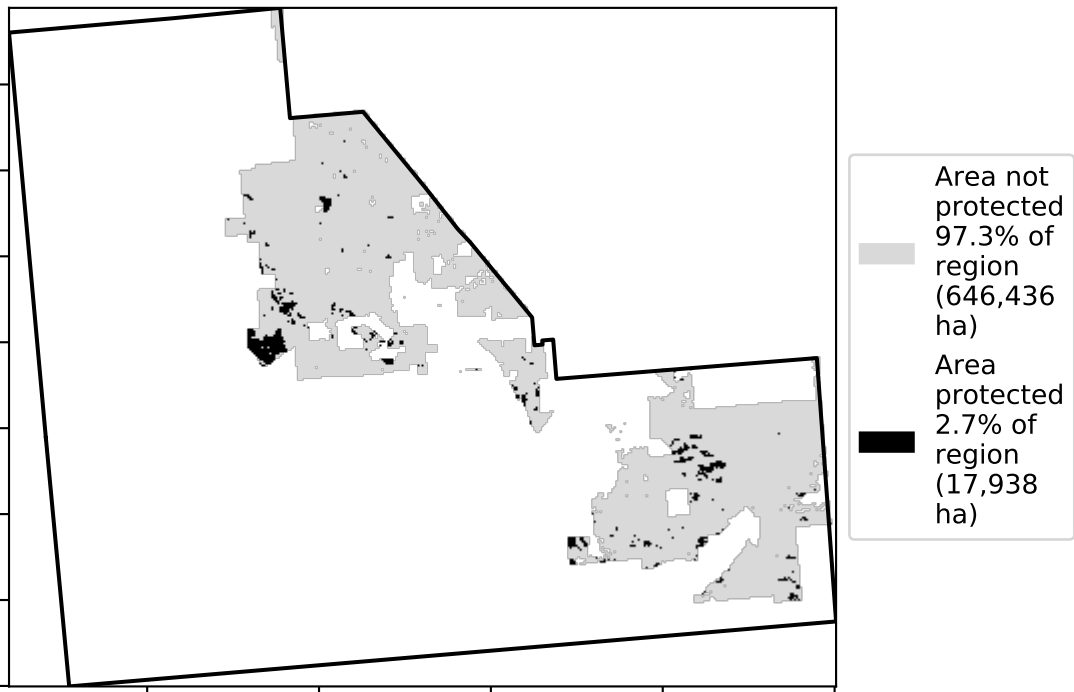 Area not
protected
97.3% of
region
(646,436
ha)
Area
protected
2.7% of
region
(17,938
ha)